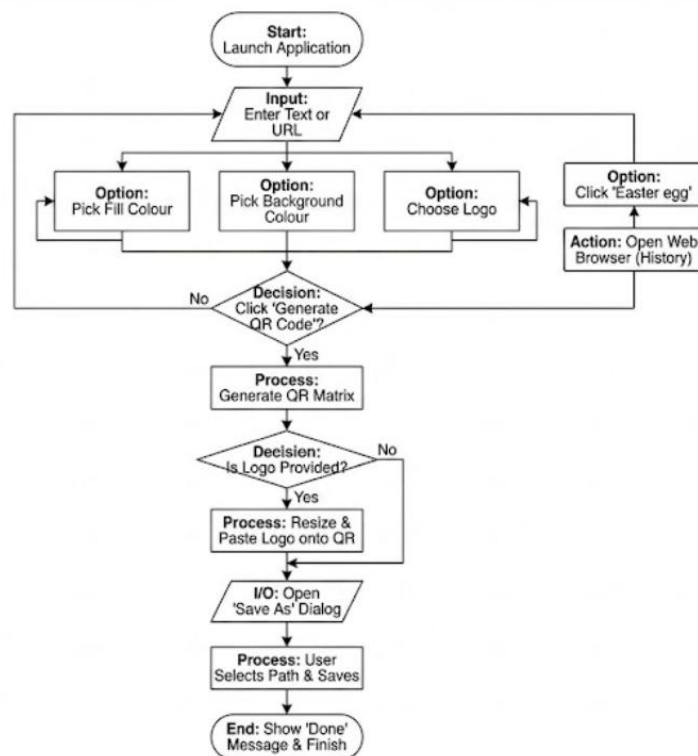 Start:
Launch Application
Input:
Enter Text or
URL
Option:
Pick Fill Colour
Option:
Pick Background
Colour
Option:
Choose Logo
Option:
Click 'Easter egg'
Action: Open Web
Browser (History)
No
Decision:
Click 'Generate
QR Code'?
Yes
Process:
Generate QR Matrix
Decision:
Is Logo Provided?
No
Yes
Process: Resize &
Paste Logo onto QR
I/O: Open
'Save As' Dialog
Process: User
Selects Path & Saves
End: Show 'Done'
Message & Finish